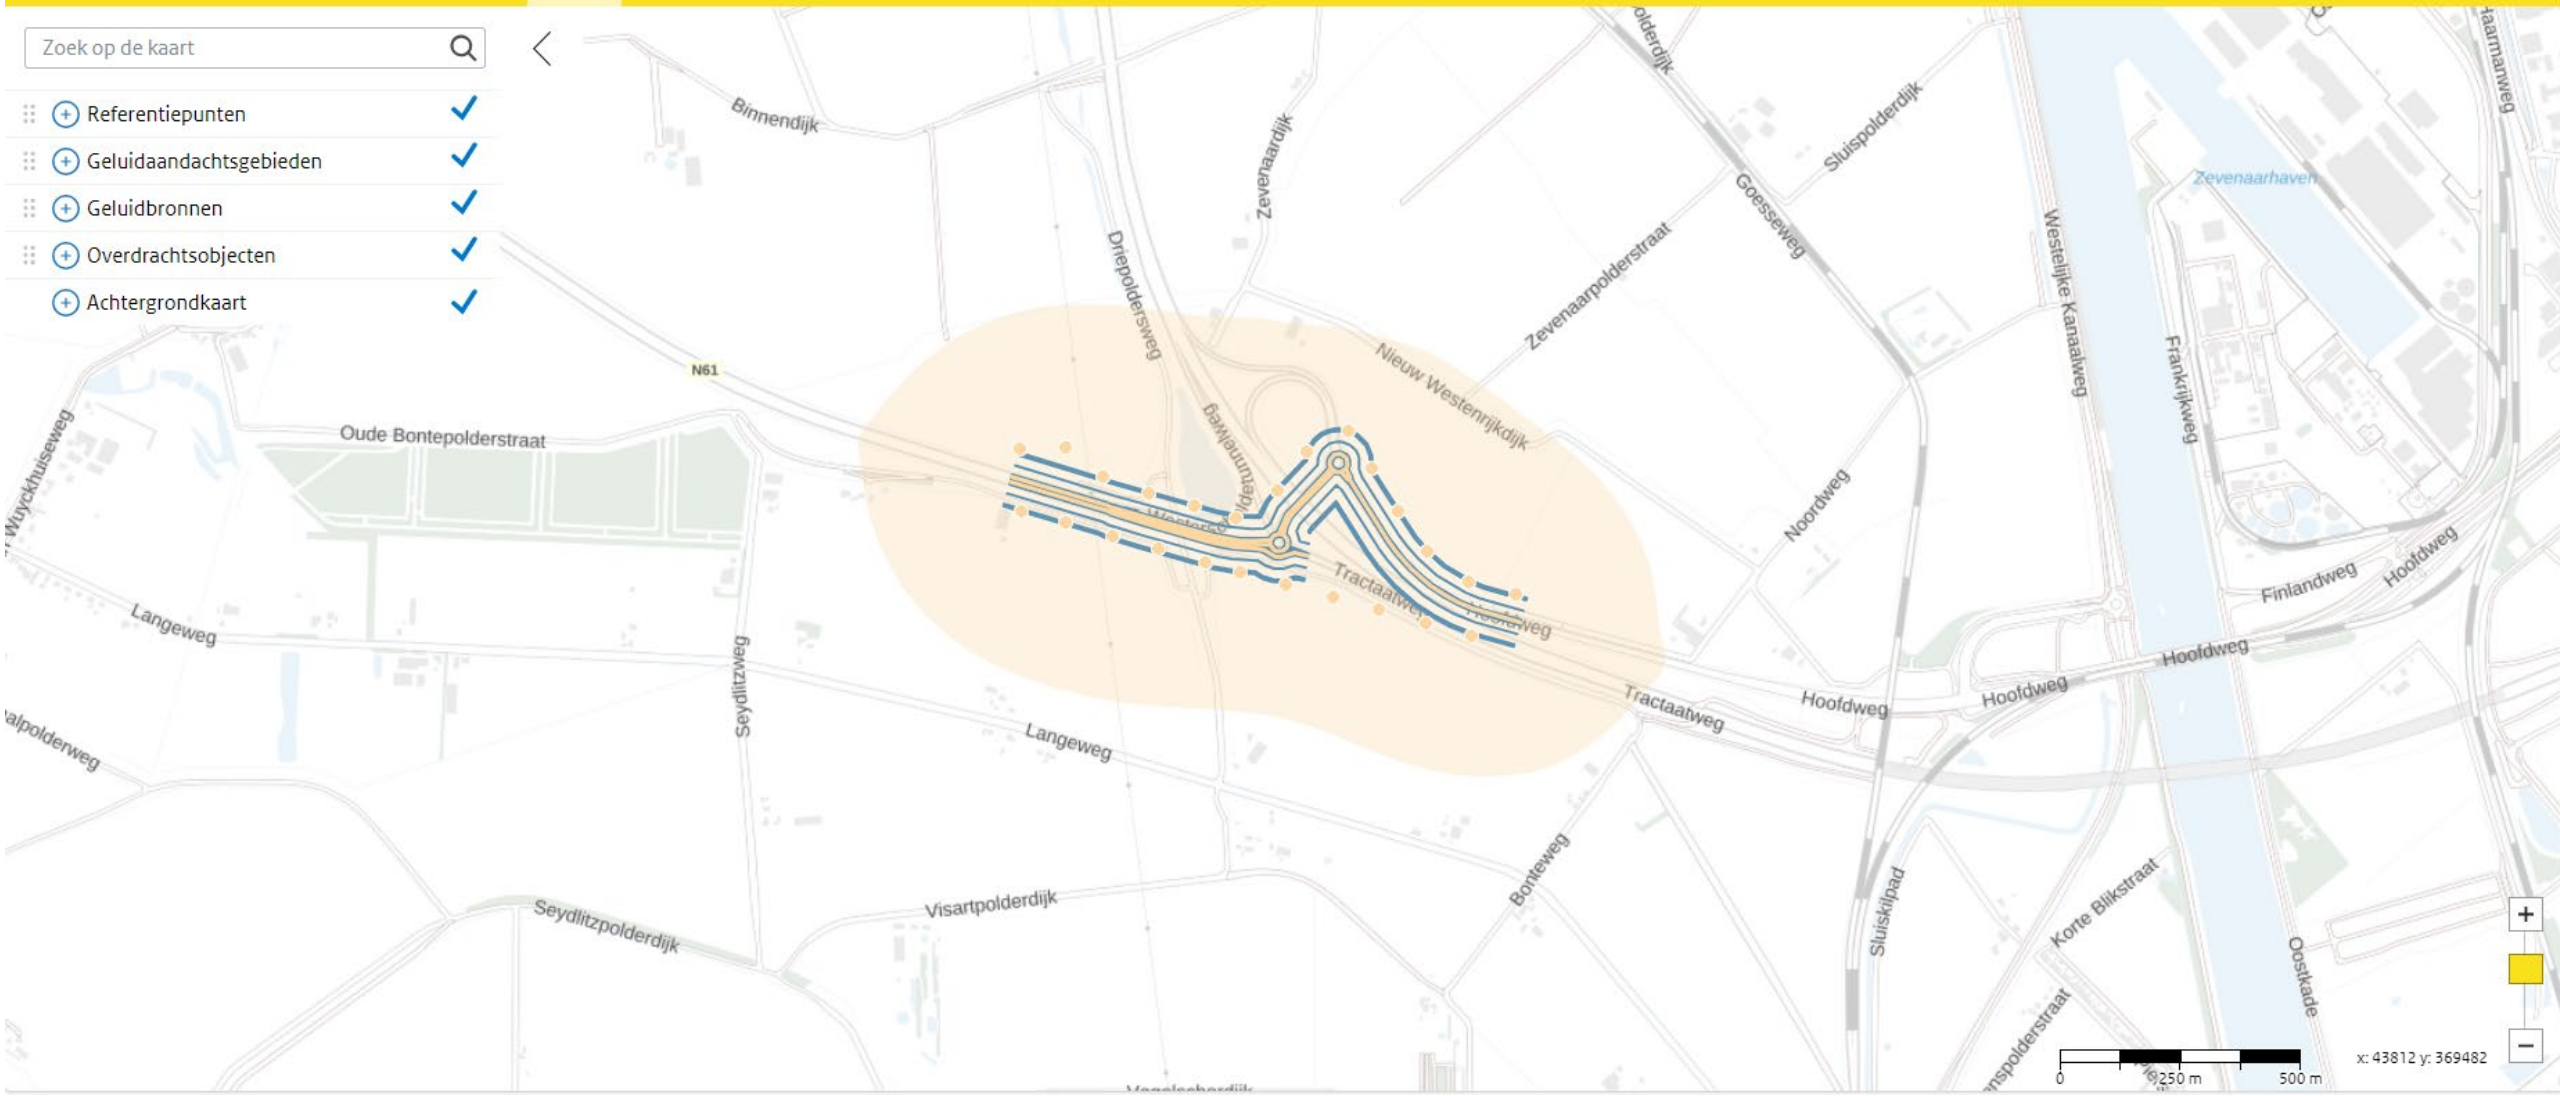 Zoek op de kaart
Referentiepunten
Geluidaandachtsgebieden
Geluidbronnen
Overdrachtsobjecten
Achtergrondkaart
Binnendijk
Zevenaardijk
Driepoldersweg
Goesseweg
Sluispolderdijk
Zevenaarpolderstraat
Westelijke Kanaalweg
Zevenaarhaven
Frankrijkweg
N61
Oude Bontepolderstraat
Nieuw Westenrijkdijk
Noordweg
Langeweg
Seydlitzweg
Tractaatweg
Hoofdweg
Finlandweg
Hoofdweg
Hoofdweg
Hoofdweg
Hoofdweg
Tractaatweg
Langeweg
Visartpolderdijk
Seydlitzpolderdijk
Bonteweg
Sluiskilpad
Korte Blikstraat
Oostkade
+
−
0
250 m
500 m
x: 43812 y: 369482